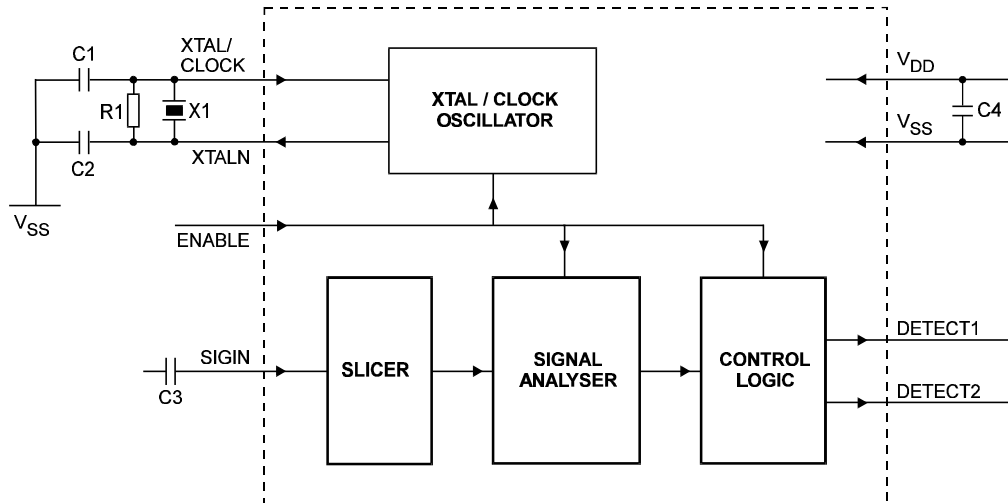 C1
XTAL/
CLOCK
R1
X1
C2
XTALN
VSS
XTAL / CLOCK
OSCILLATOR
VDD
C4
VSS
ENABLE
SIGIN
C3
SLICER
SIGNAL
ANALYSER
CONTROL
LOGIC
DETECT1
DETECT2